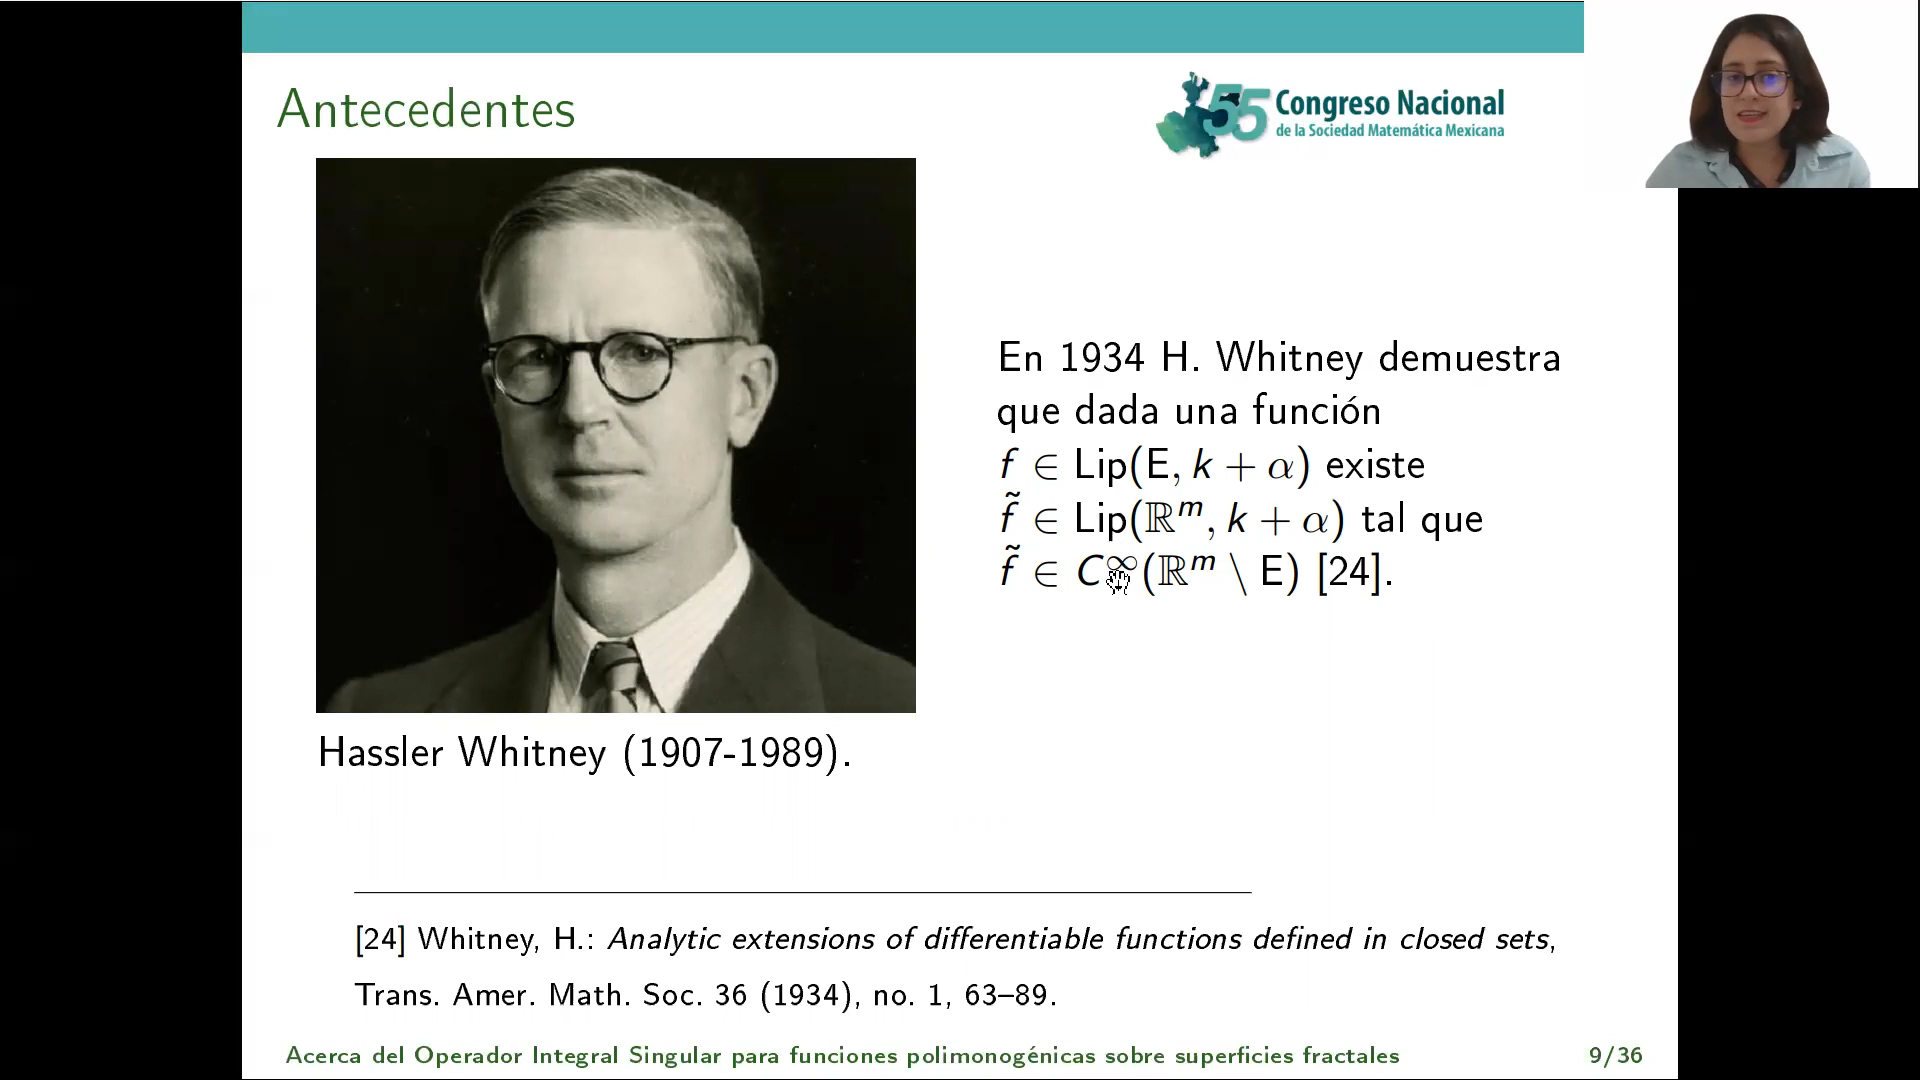 Antecedentes
55 Congreso Nacional
de la Sociedad Matemática Mexicana
En 1934 H. Whitney demuestra
que dada una función
f ∈ Lip(E, k + α) existe
f̃ ∈ Lip(ℝᵐ, k + α) tal que
f̃ ∈ C^∞(ℝᵐ \ E) [24].
Hassler Whitney (1907-1989).
[24] Whitney, H.: Analytic extensions of differentiable functions defined in closed sets,
Trans. Amer. Math. Soc. 36 (1934), no. 1, 63–89.
Acerca del Operador Integral Singular para funciones polimonogénicas sobre superficies fractales 9/36